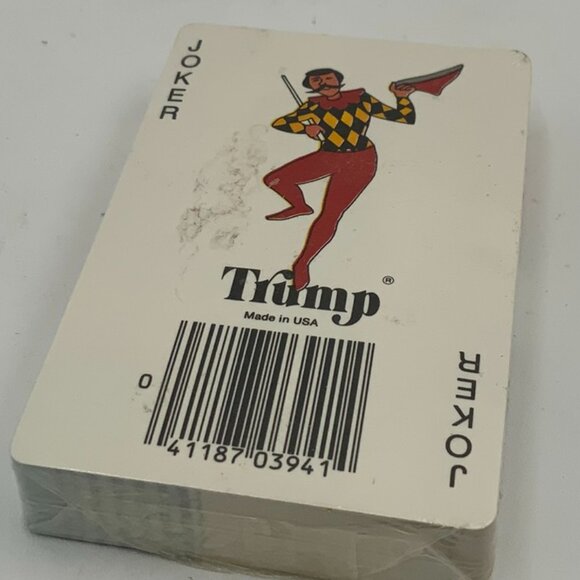 JOKER
Trump®
Made in USA
0 41187 03941
JOKER